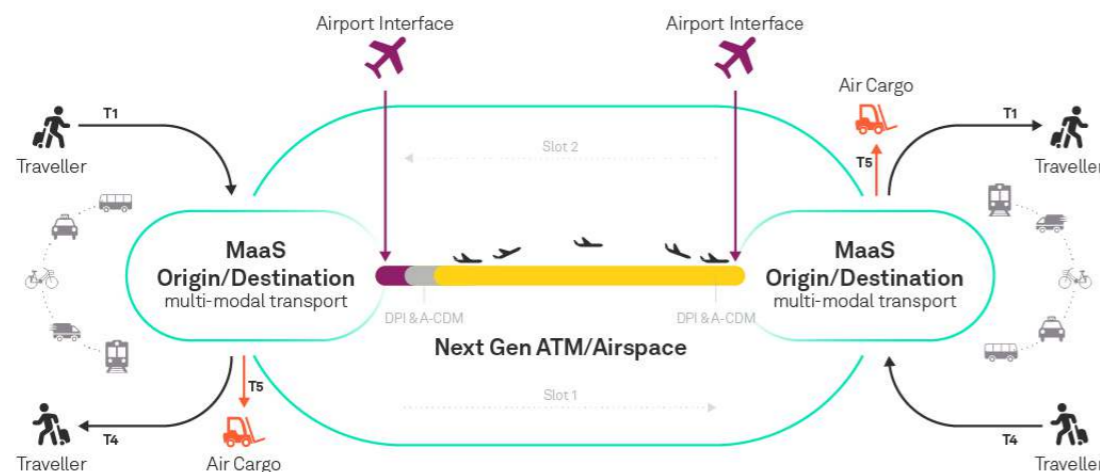 Airport Interface
Airport Interface
Air Cargo
T1
T1
Traveller
Traveller
Slot 2
T5
MaaS
Origin/Destination
multi-modal transport
MaaS
Origin/Destination
multi-modal transport
DPI & A-CDM
DPI & A-CDM
Next Gen ATM/Airspace
T5
Slot 1
T4
T4
Traveller
Air Cargo
Traveller